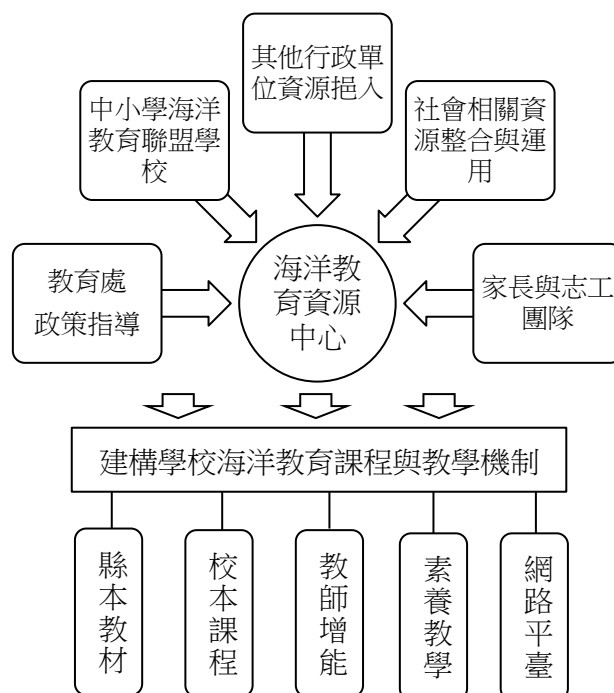 其他行政單
位資源挹入
中小學海洋
教育聯盟學
校
社會相關資
源整合與運
用
教育處
政策指導
海洋教
育資源
中心
家長與志工
團隊
建構學校海洋教育課程與教學機制
縣本教材
校本課程
教師增能
素養教學
網路平臺